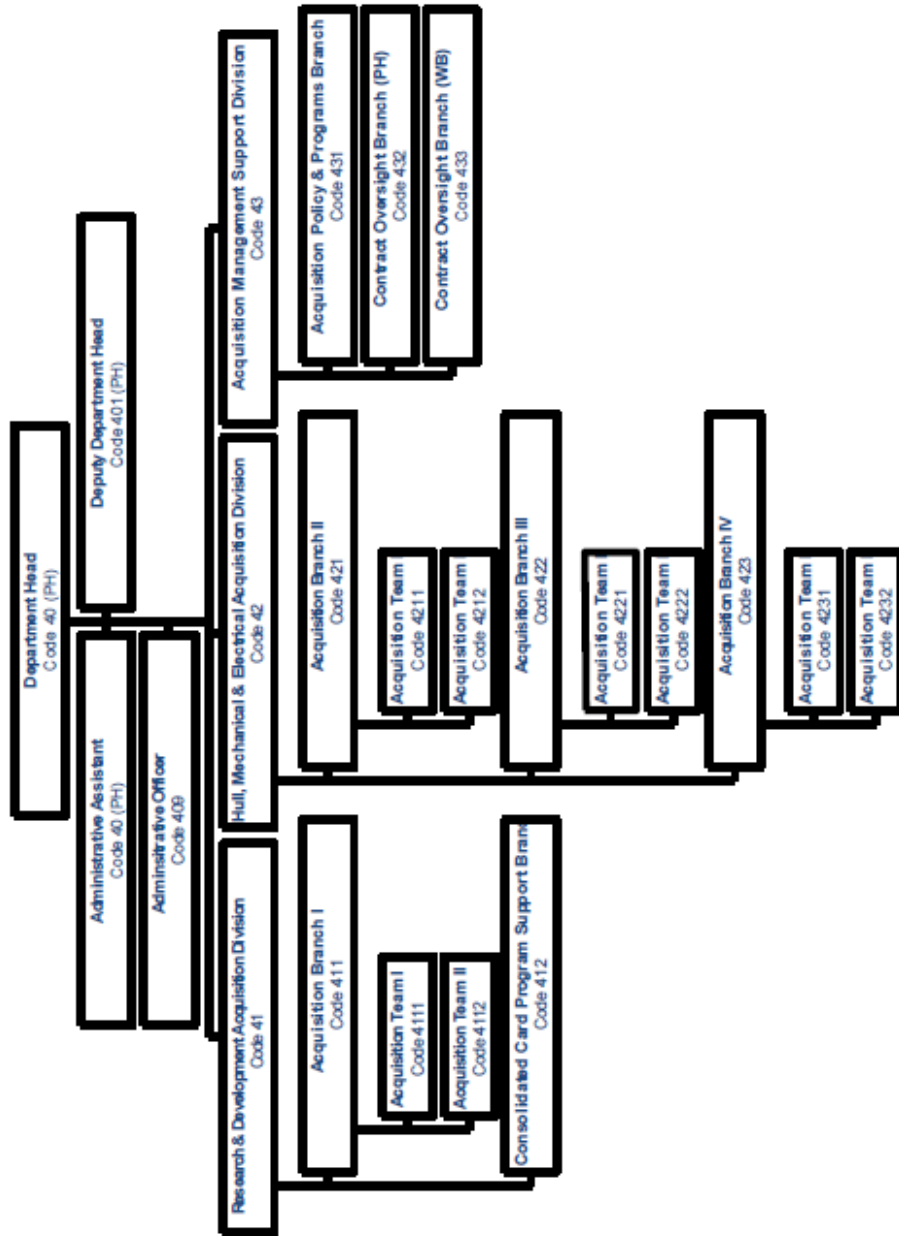 Department Head
Code 40 (PH)
Administrative Assistant
Code 40 (PH)
Deputy Department Head
Code 401 (PH)
Adminsitrative Officer
Code 409
Research & Development Acquisition Division
Code 41
Acquisition Branch I
Code 411
Acquisition Team I
Code 4111
Acquisition Team II
Code 4112
Consolidated Card Program Support Branc
Code 412
Hull, Mechanical & Electrical Acquisition Division
Code 42
Acquisition Branch II
Code 421
Acquisition Team I
Code 4211
Acquisition Team I
Code 4212
Acquisition Branch III
Code 422
Acquisition Team I
Code 4221
Acquisition Team I
Code 4222
Acquisition Branch IV
Code 423
Acquisition Team I
Code 4231
Acquisition Team I
Code 4232
Acquisition Management Support Division
Code 43
Acquisition Policy & Programs Branch
Code 431
Contract Oversight Branch (PH)
Code 432
Contract Oversight Branch (WB)
Code 433